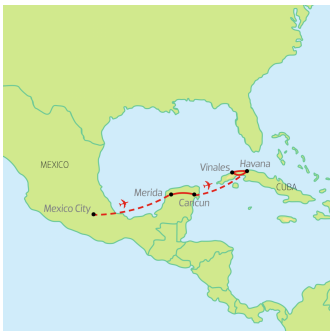 Havana
Vinales
MEXICO
CUBA
Merida
Cancun
Mexico City